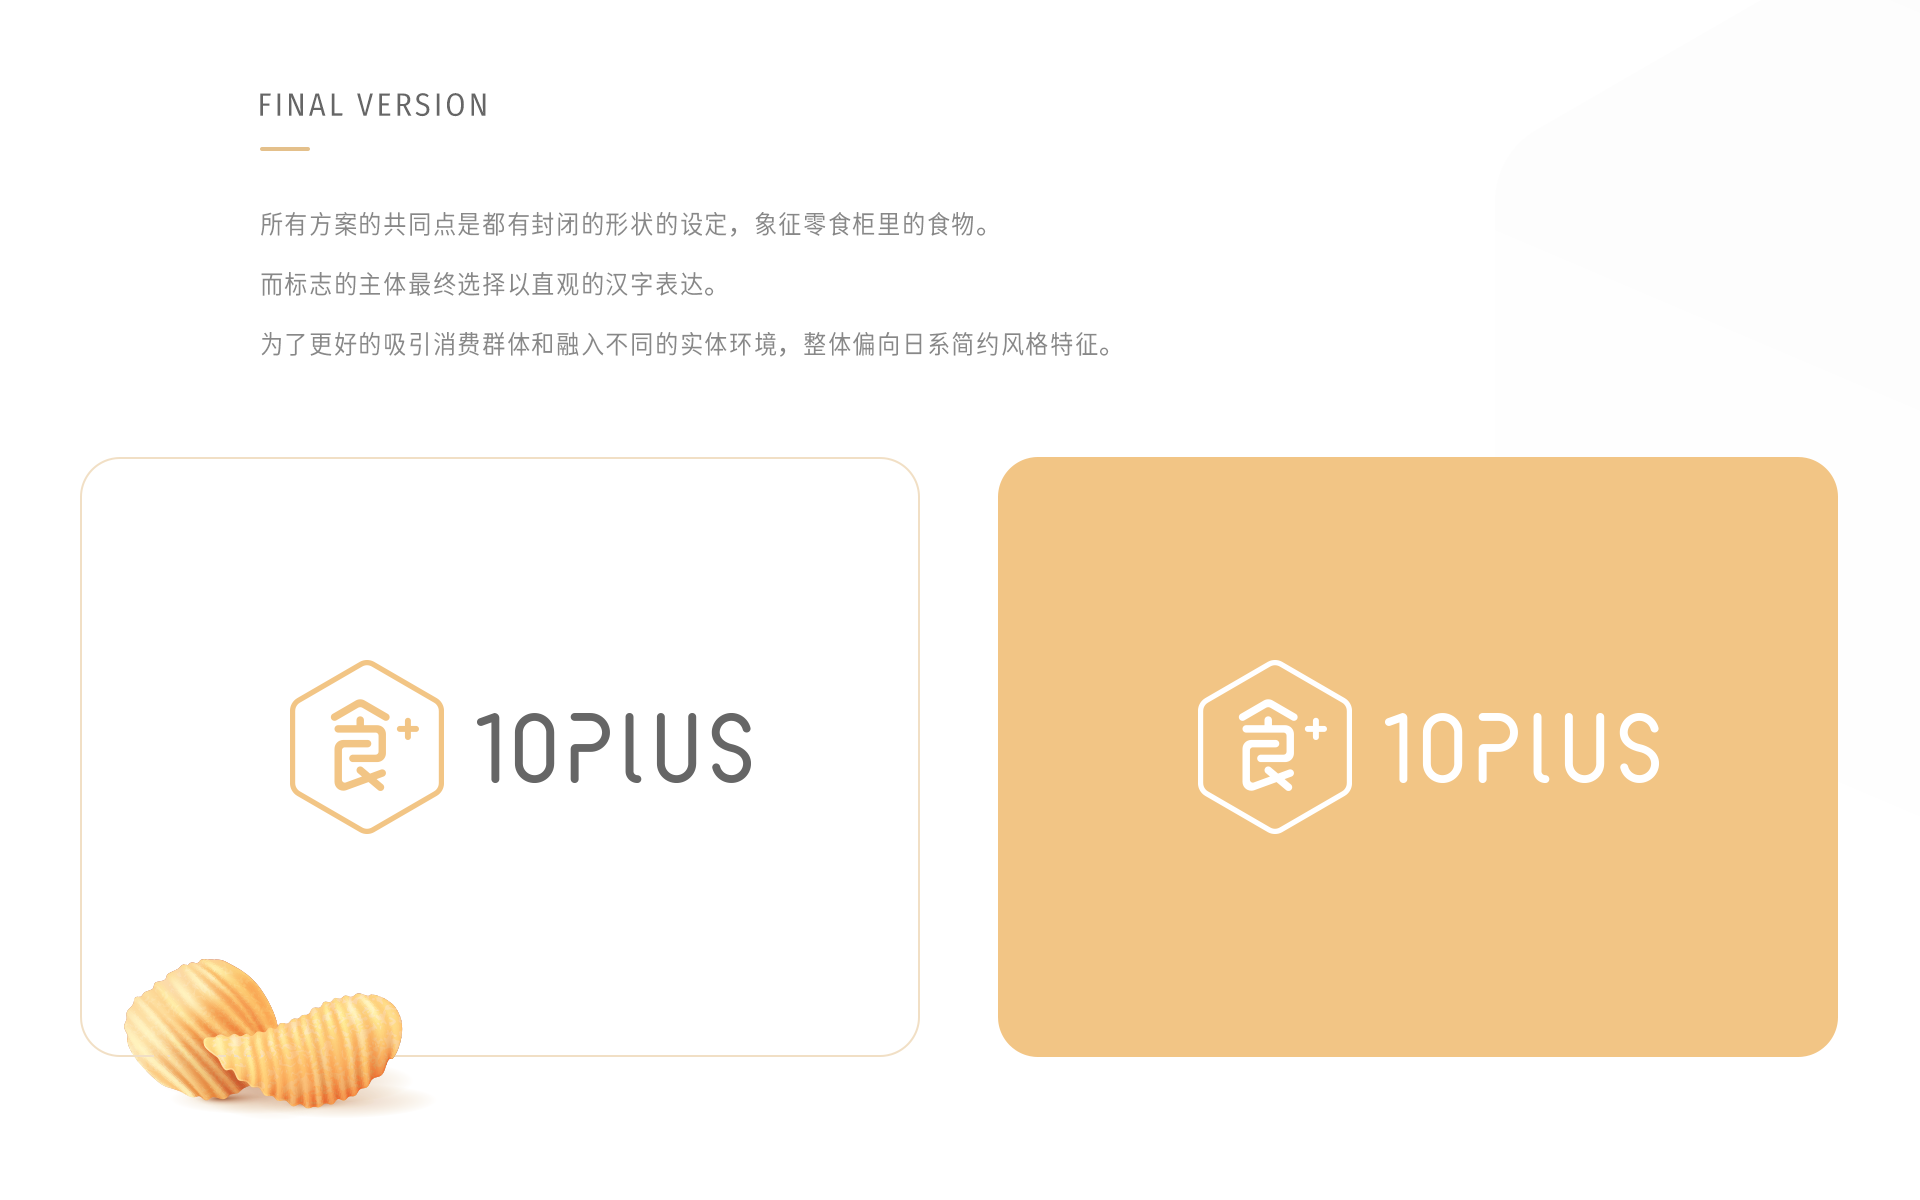 FINAL VERSION
所有方案的共同点是都有封闭的形状的设定，象征零食柜里的食物。
而标志的主体最终选择以直观的汉字表达。
为了更好的吸引消费群体和融入不同的实体环境，整体偏向日系简约风格特征。
食+ 10PLUS
食+ 10PLUS